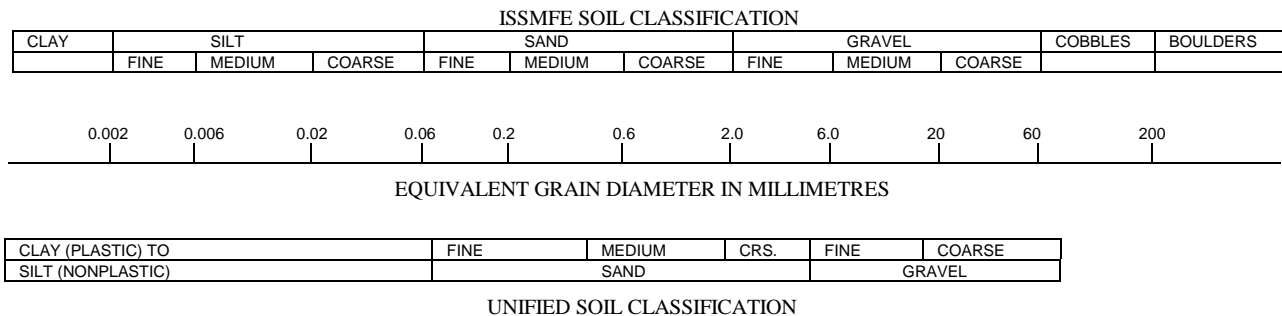 ISSMFE SOIL CLASSIFICATION
CLAY SILT SAND GRAVEL COBBLES BOULDERS
FINE MEDIUM COARSE FINE MEDIUM COARSE FINE MEDIUM COARSE
0.002 0.006 0.02 0.06 0.2 0.6 2.0 6.0 20 60 200
EQUIVALENT GRAIN DIAMETER IN MILLIMETRES
CLAY (PLASTIC) TO FINE MEDIUM CRS. FINE COARSE
SILT (NONPLASTIC) SAND GRAVEL
UNIFIED SOIL CLASSIFICATION